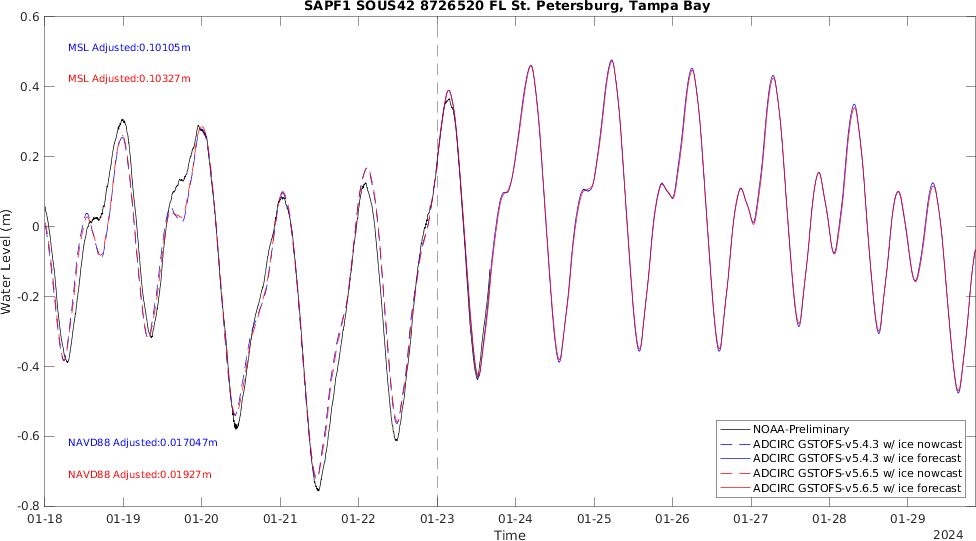 SAPF1 SOUS42 8726520 FL St. Petersburg, Tampa Bay
0.6
MSL Adjusted:0.10105m
MSL Adjusted:0.10327m
0.4
0.2
0
-0.2
-0.4
-0.6
-0.8
Water Level (m)
NAVD88 Adjusted:0.017047m
NAVD88 Adjusted:0.01927m
NOAA-Preliminary
ADCIRC GSTOFS-v5.4.3 w/ ice nowcast
ADCIRC GSTOFS-v5.4.3 w/ ice forecast
ADCIRC GSTOFS-v5.6.5 w/ ice nowcast
ADCIRC GSTOFS-v5.6.5 w/ ice forecast
01-18 01-19 01-20 01-21 01-22 01-23 01-24 01-25 01-26 01-27 01-28 01-29
Time
2024